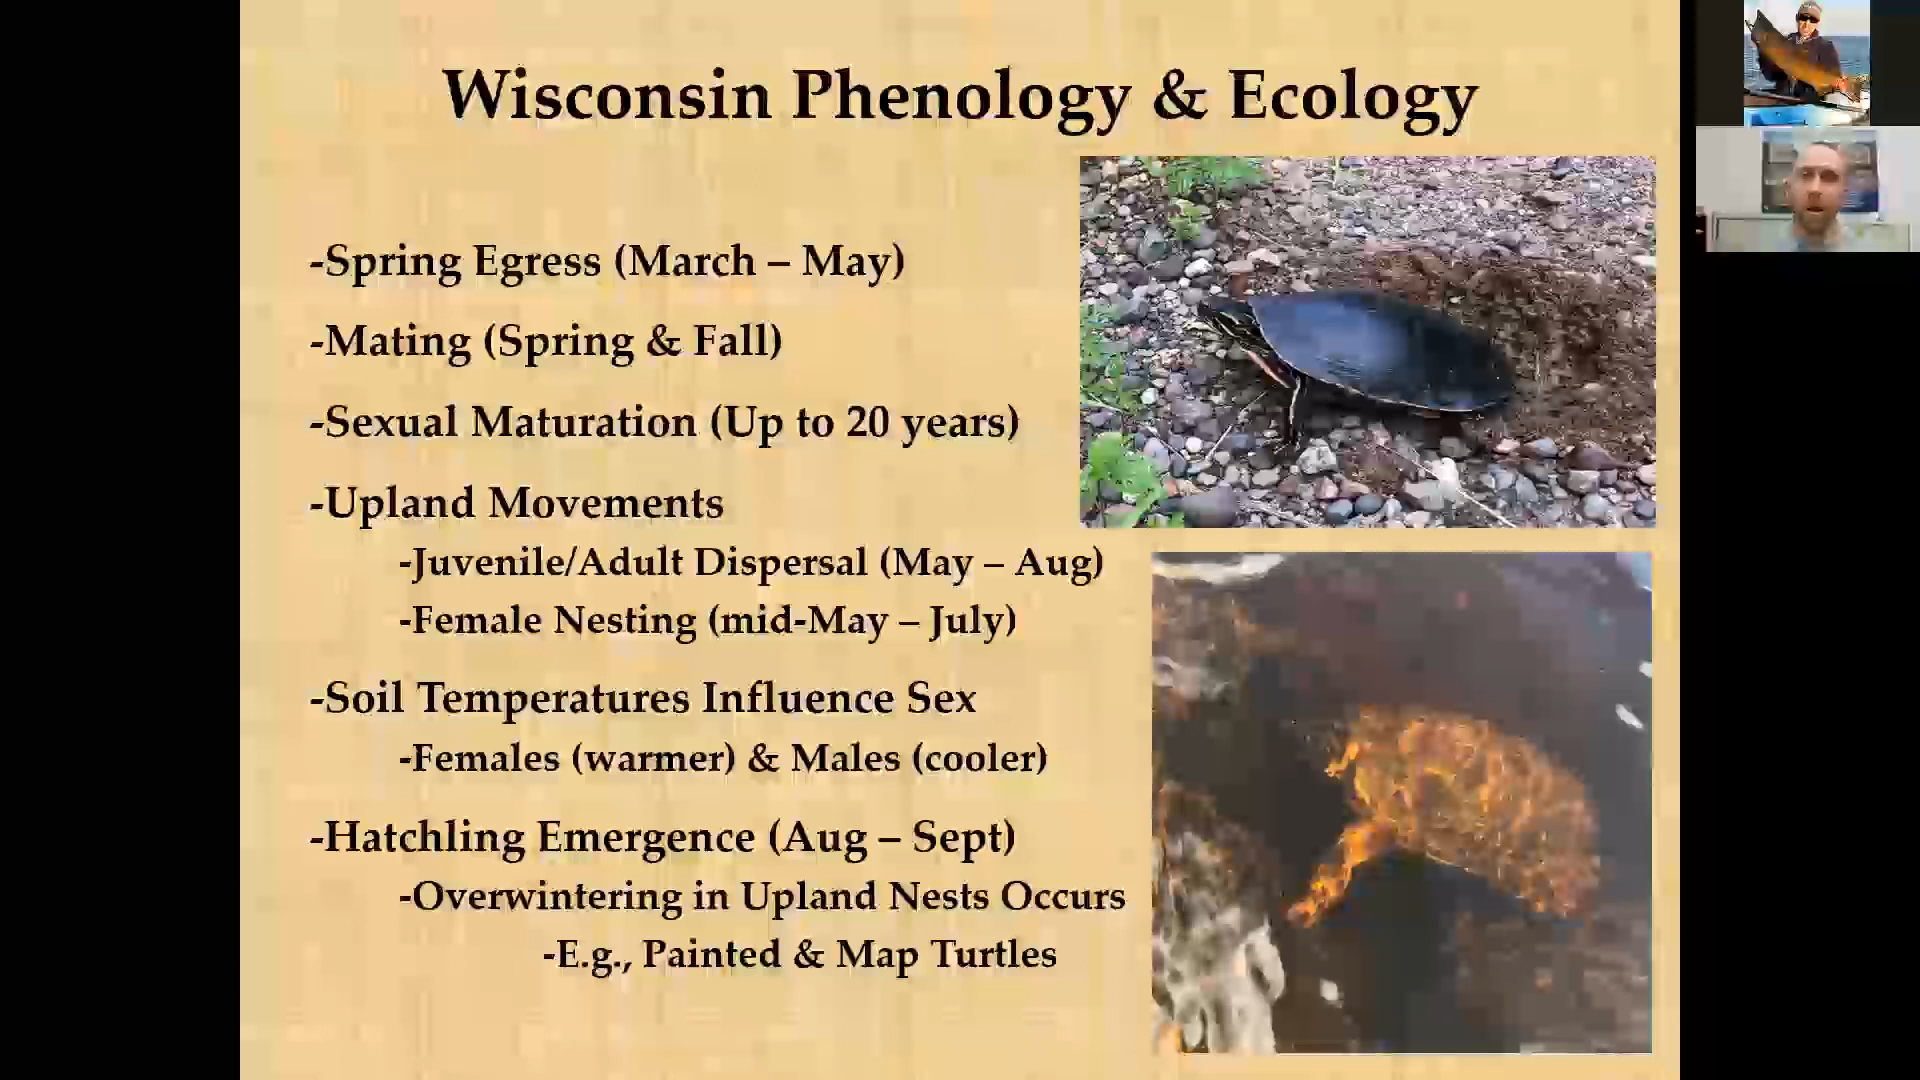 Wisconsin Phenology & Ecology
-Spring Egress (March – May)
-Mating (Spring & Fall)
-Sexual Maturation (Up to 20 years)
-Upland Movements
-Juvenile/Adult Dispersal (May – Aug)
-Female Nesting (mid-May – July)
-Soil Temperatures Influence Sex
-Females (warmer) & Males (cooler)
-Hatchling Emergence (Aug – Sept)
-Overwintering in Upland Nests Occurs
-E.g., Painted & Map Turtles